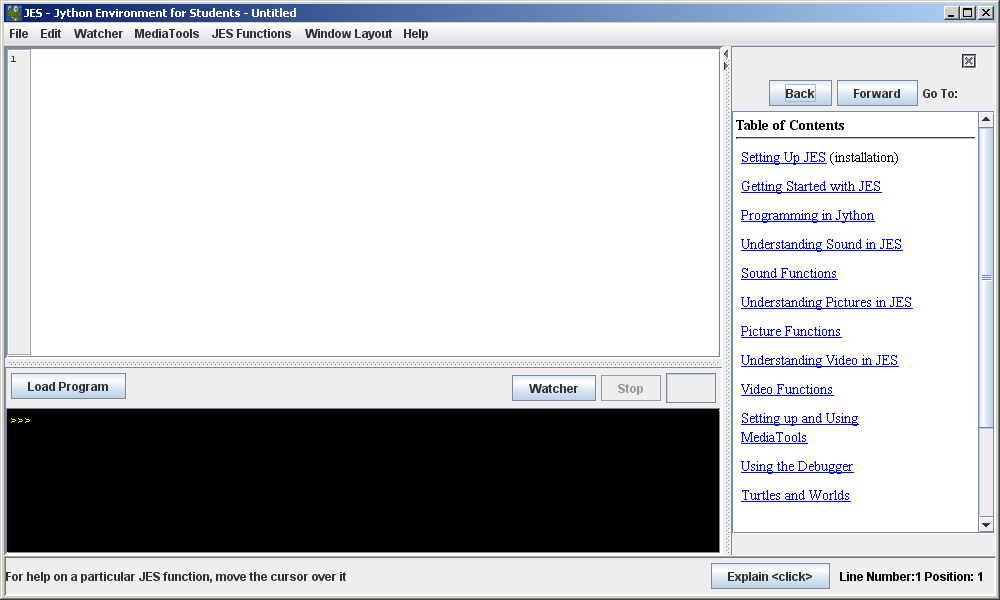 JES - Jython Environment for Students - Untitled
File Edit Watcher MediaTools JES Functions Window Layout Help
1
Back Forward Go To:
Table of Contents
Setting Up JES (installation)
Getting Started with JES
Programming in Jython
Understanding Sound in JES
Sound Functions
Understanding Pictures in JES
Picture Functions
Understanding Video in JES
Video Functions
Setting up and Using
MediaTools
Using the Debugger
Turtles and Worlds
Load Program Watcher Stop
>>>
For help on a particular JES function, move the cursor over it Explain <click> Line Number:1 Position: 1